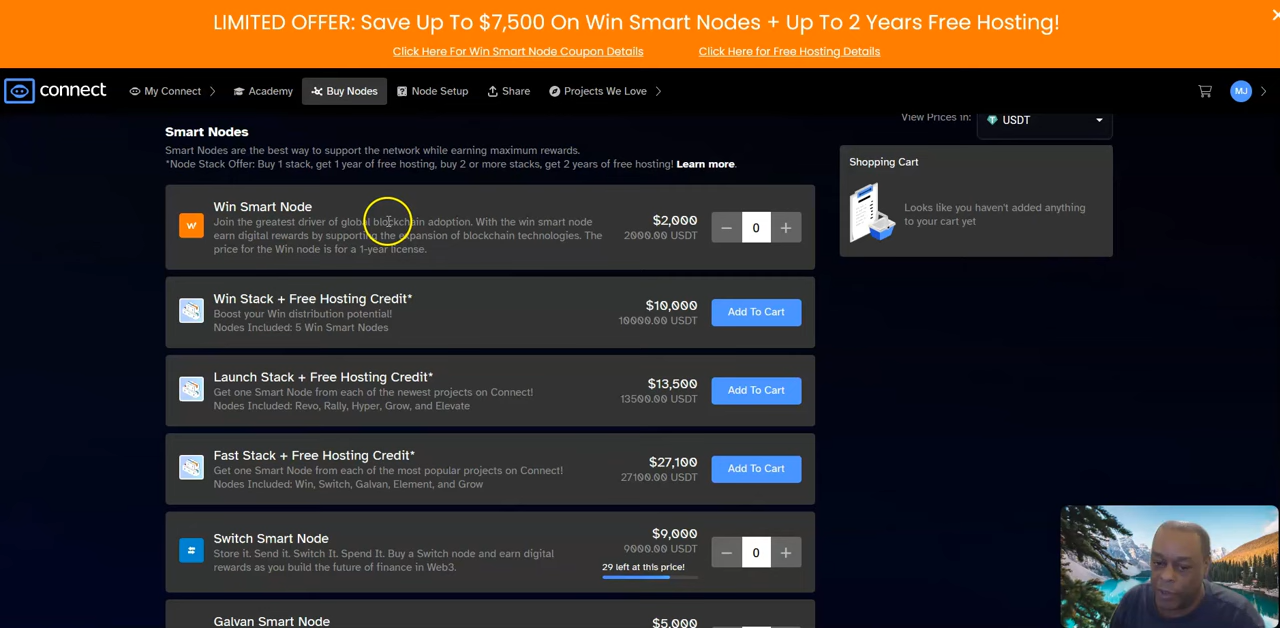 LIMITED OFFER: Save Up To $7,500 On Win Smart Nodes + Up To 2 Years Free Hosting!
Click Here For Win Smart Node Coupon Details
Click Here for Free Hosting Details
connect
My Connect
Academy
Buy Nodes
Node Setup
Share
Projects We Love
MJ
Smart Nodes
Smart Nodes are the best way to support the network while earning maximum rewards.
*Node Stack Offer: Buy 1 stack, get 1 year of free hosting, buy 2 or more stacks, get 2 years of free hosting! Learn more.
View Prices in:
USDT
Shopping Cart
Looks like you haven't added anything
to your cart yet
W
Win Smart Node
Join the greatest driver of global blockchain adoption. With the win smart node
earn digital rewards by supporting the expansion of blockchain technologies. The
price for the Win node is for a 1-year license.
$2,000
2000.00 USDT
− 0 +
Win Stack + Free Hosting Credit*
Boost your Win distribution potential!
Nodes Included: 5 Win Smart Nodes
$10,000
10000.00 USDT
Add To Cart
Launch Stack + Free Hosting Credit*
Get one Smart Node from each of the newest projects on Connect!
Nodes Included: Revo, Rally, Hyper, Grow, and Elevate
$13,500
13500.00 USDT
Add To Cart
Fast Stack + Free Hosting Credit*
Get one Smart Node from each of the most popular projects on Connect!
Nodes Included: Win, Switch, Galvan, Element, and Grow
$27,100
27100.00 USDT
Add To Cart
Switch Smart Node
Store it. Send it. Switch It. Spend It. Buy a Switch node and earn digital
rewards as you build the future of finance in Web3.
$9,000
9000.00 USDT
29 left at this price!
− 0 +
Galvan Smart Node
$5,000